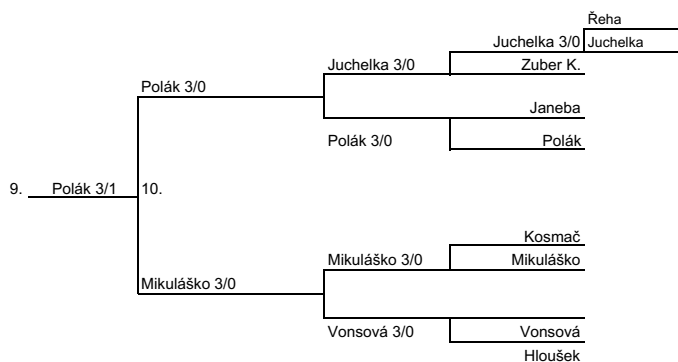 Řeha
Juchelka 3/0 Juchelka
Juchelka 3/0 Zuber K.
Polák 3/0
Janeba
Polák 3/0 Polák
9. Polák 3/1 10.
Kosmač
Mikuláško 3/0 Mikuláško
Mikuláško 3/0
Vonsová 3/0 Vonsová
Hloušek